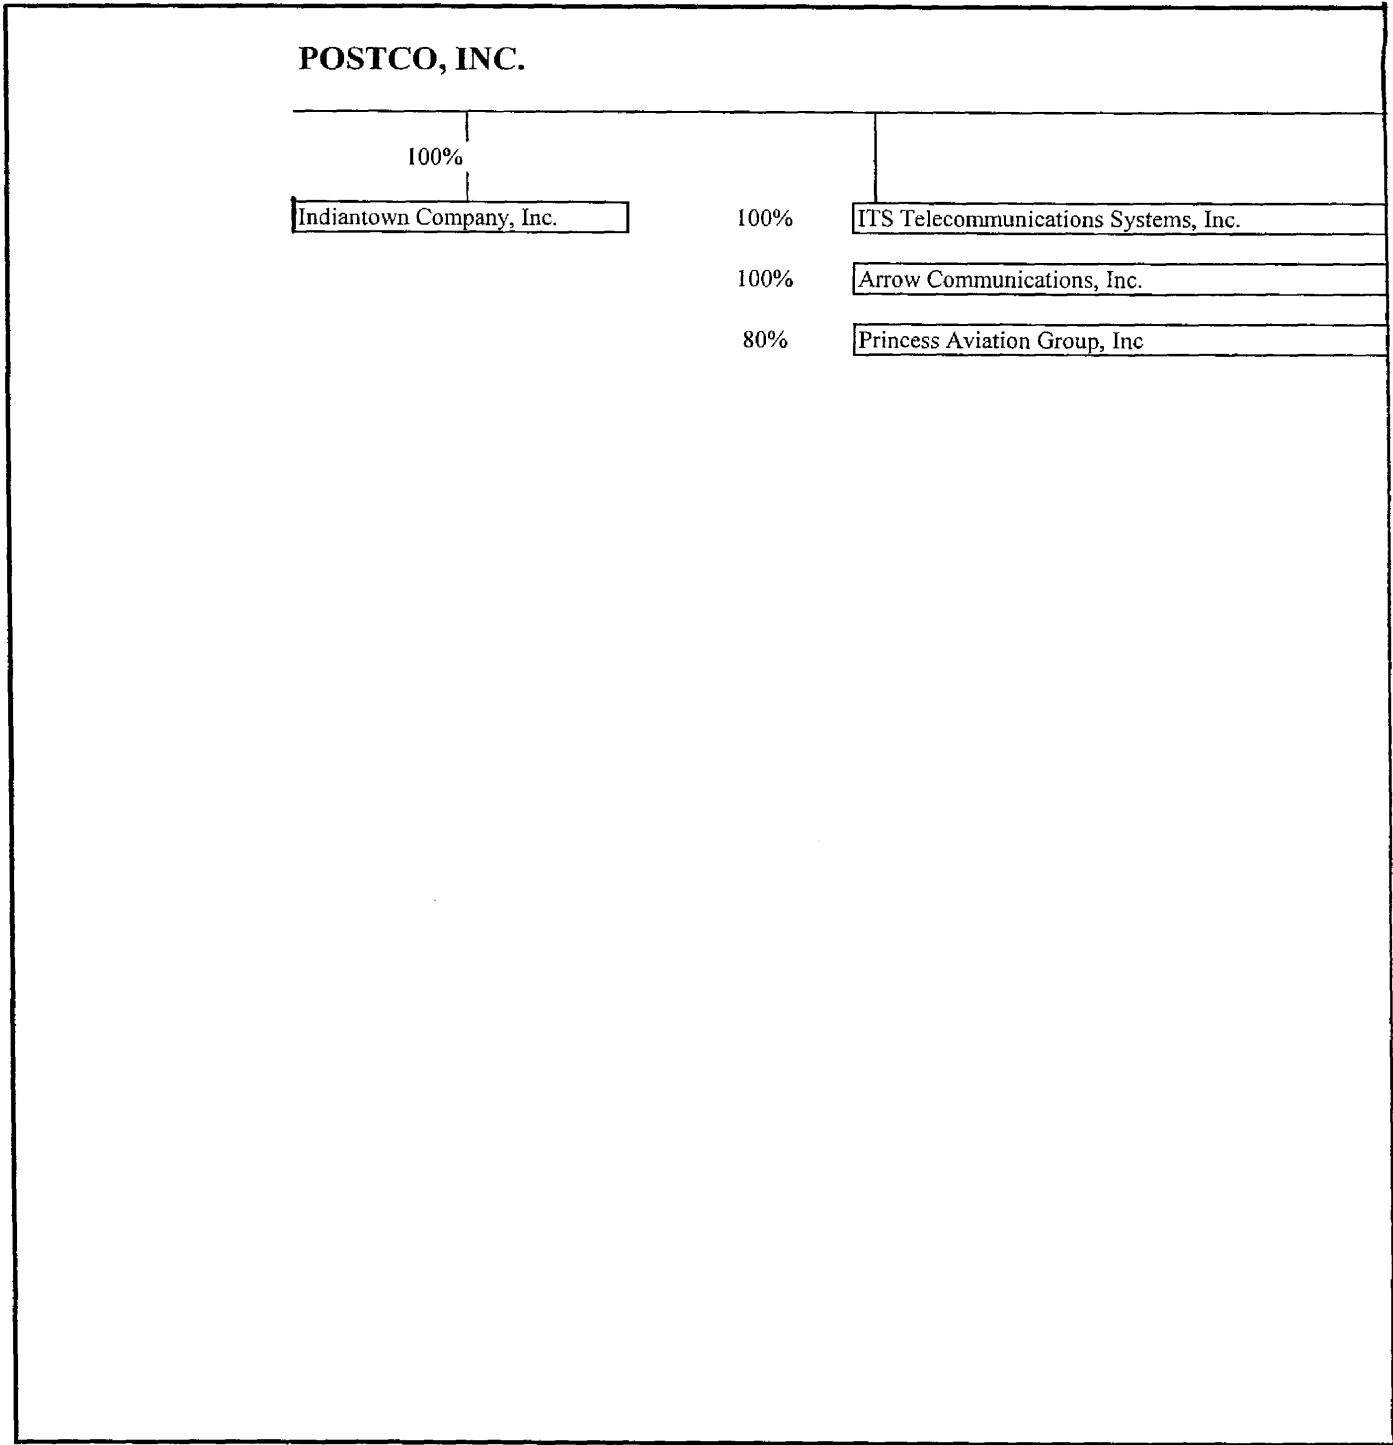 POSTCO, INC.
100%
Indiantown Company, Inc.
100% ITS Telecommunications Systems, Inc.
100% Arrow Communications, Inc.
80% Princess Aviation Group, Inc